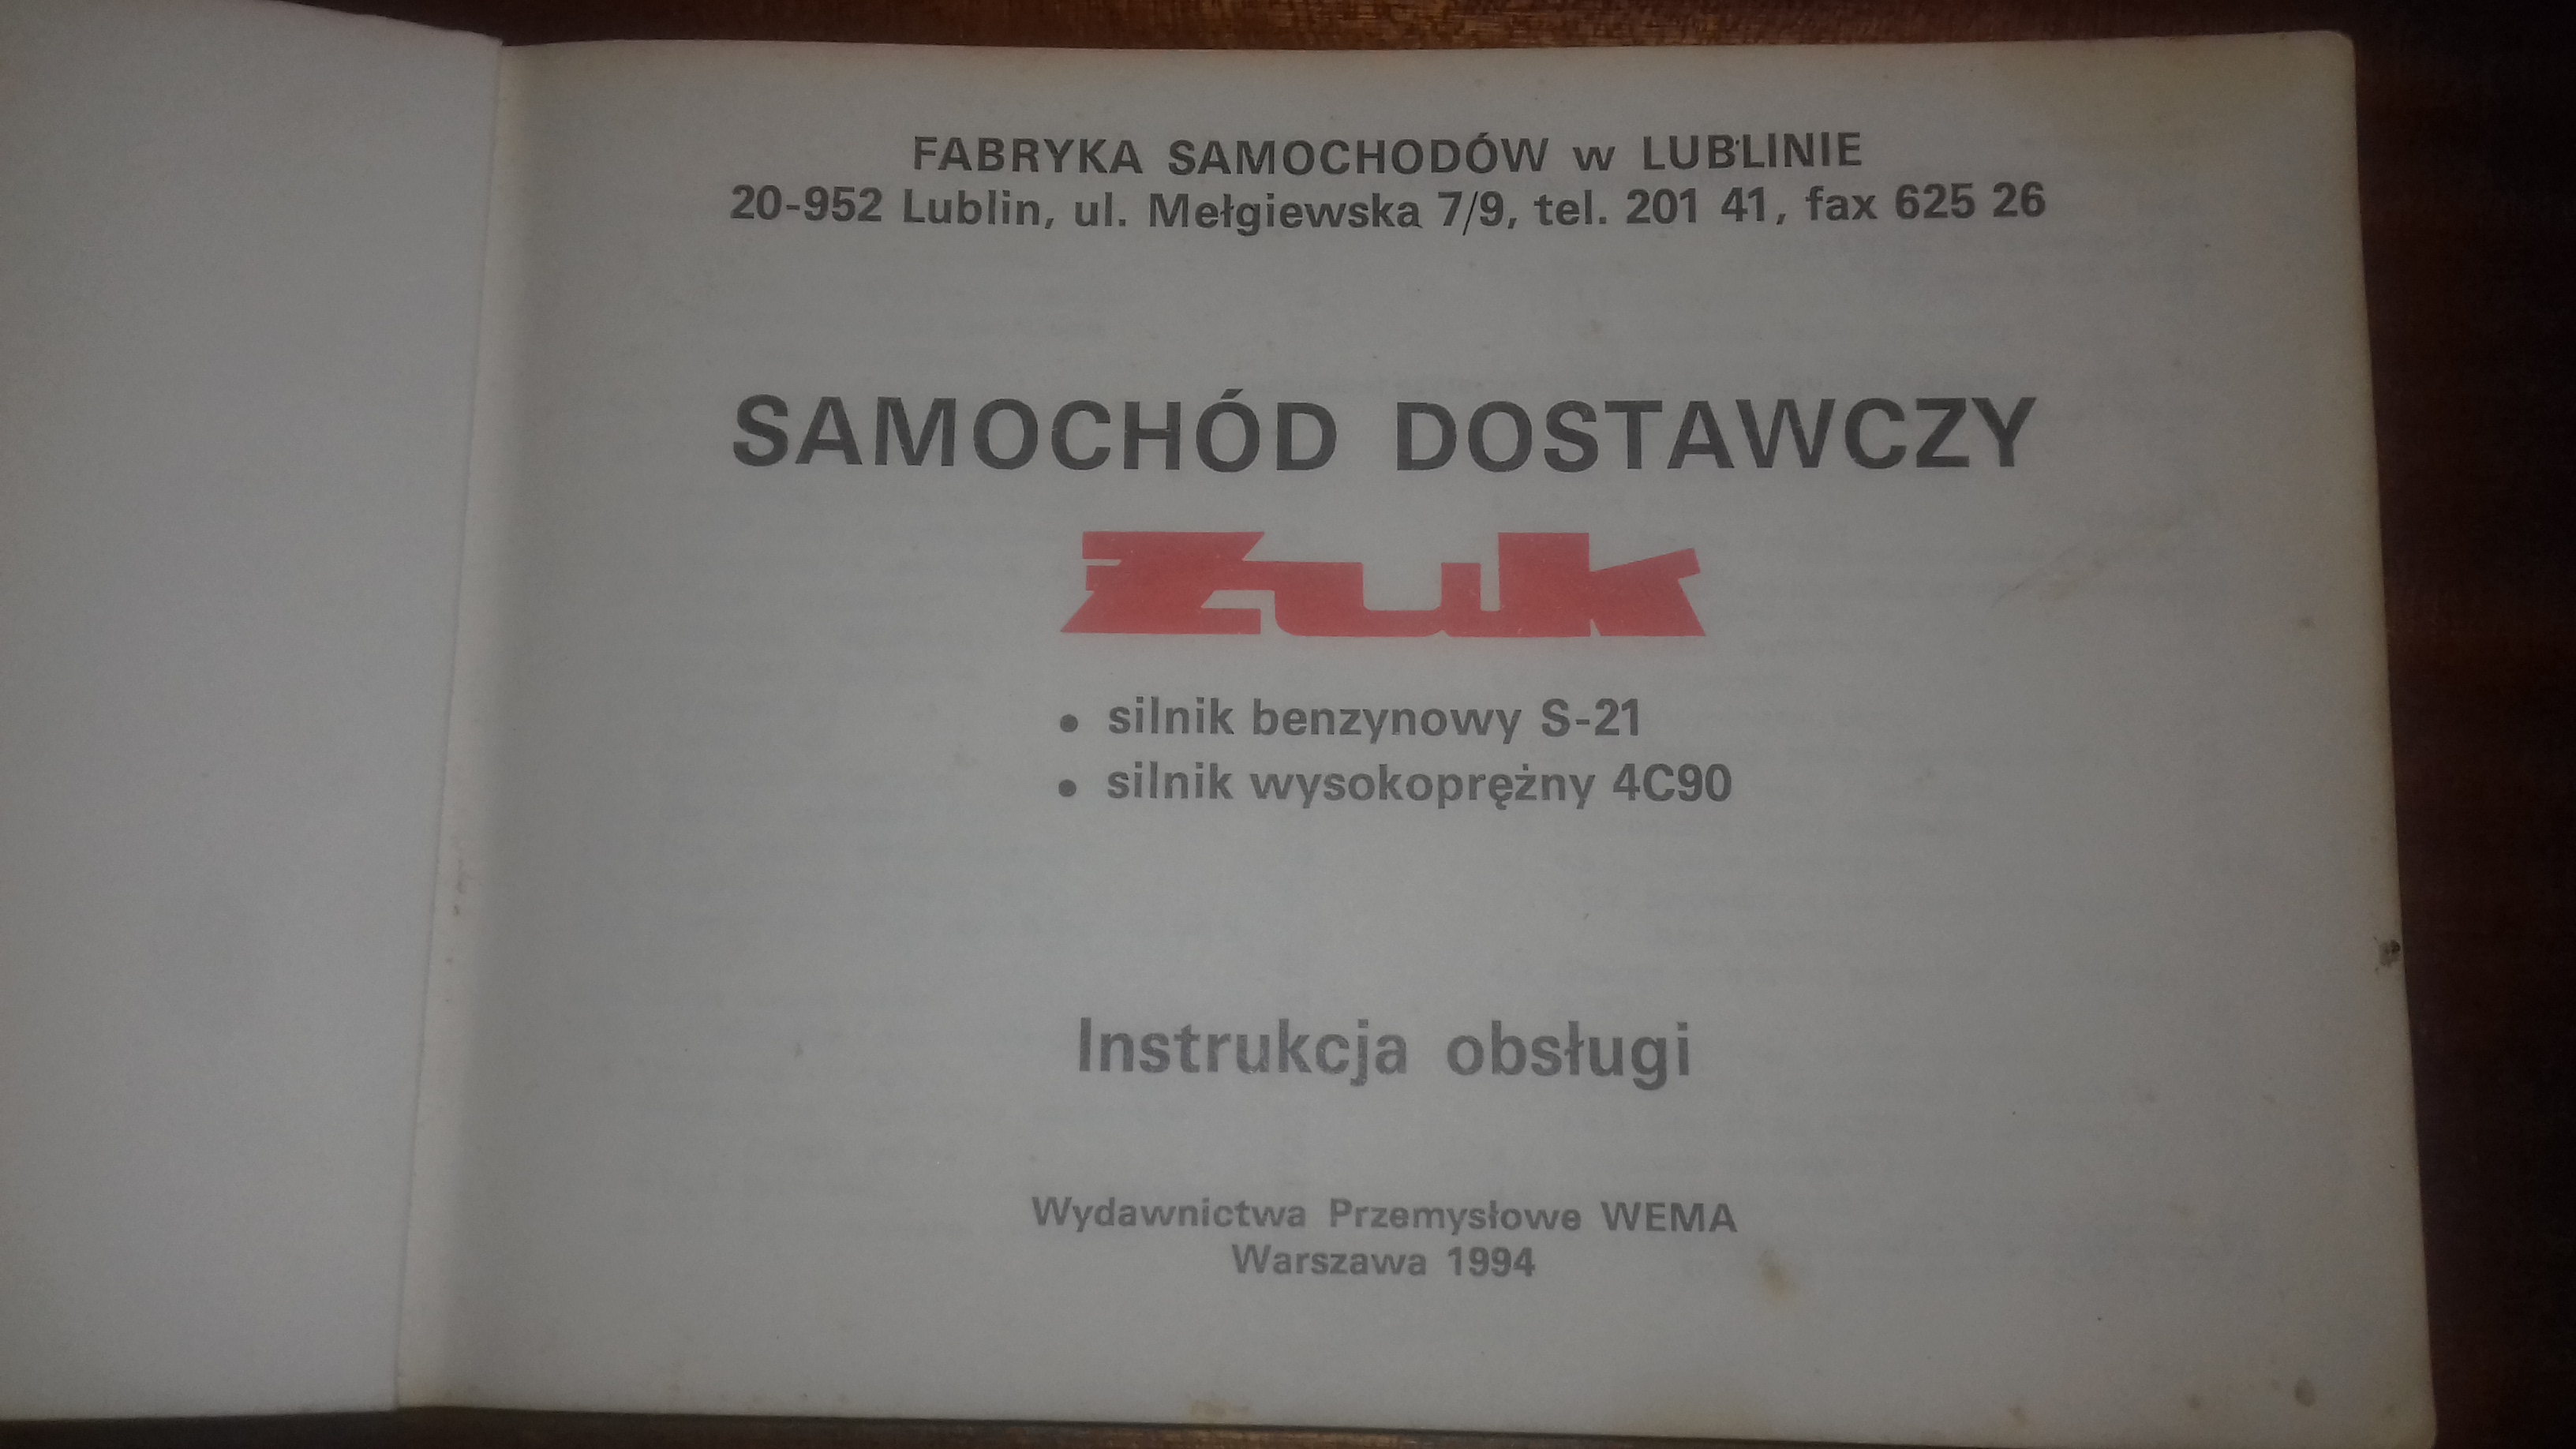 FABRYKA SAMOCHODÓW w LUBLINIE
20-952 Lublin, ul. Mełgiewska 7/9, tel. 201 41, fax 625 26
SAMOCHÓD DOSTAWCZY
Żuk
• silnik benzynowy S-21
• silnik wysokoprężny 4C90
Instrukcja obsługi
Wydawnictwa Przemysłowe WEMA
Warszawa 1994